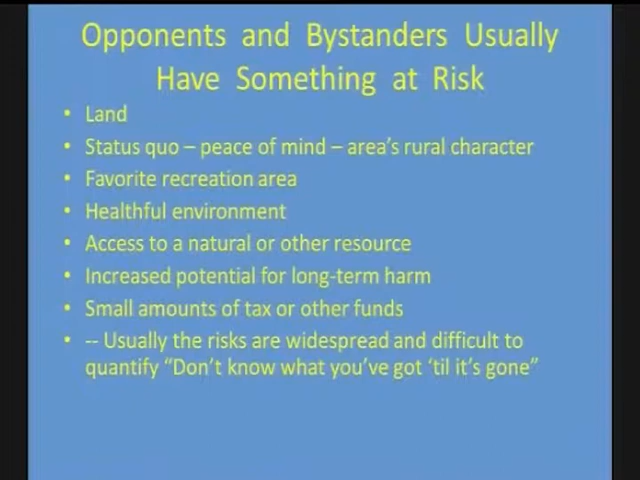 Opponents and Bystanders Usually
Have Something at Risk
• Land
• Status quo – peace of mind – area's rural character
• Favorite recreation area
• Healthful environment
• Access to a natural or other resource
• Increased potential for long-term harm
• Small amounts of tax or other funds
• -- Usually the risks are widespread and difficult to
quantify “Don't know what you've got ‘til it's gone”